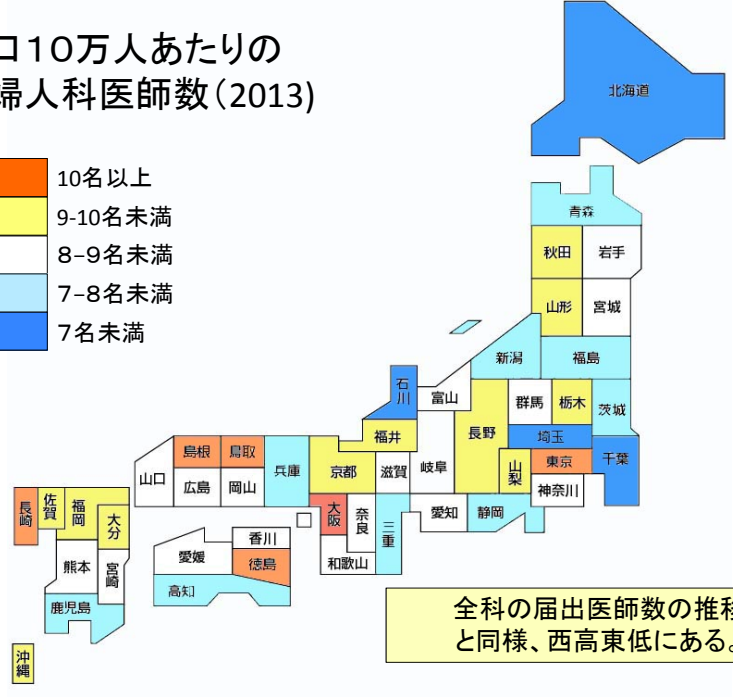 口10万人あたりの
婦人科医師数(2013)
10名以上
9-10名未満
8-9名未満
7-8名未満
7名未満
北海道
青森
秋田 岩手
山形 宮城
新潟 福島
石川 富山 群馬 栃木 茨城
福井 長野 埼玉
島根 鳥取 兵庫 京都 滋賀 岐阜 山梨 東京 千葉
山口 広島 岡山 神奈川
長崎 佐賀 福岡 大分 大阪 奈良 三重 愛知 静岡
香川
熊本 宮崎 愛媛 徳島 和歌山
鹿児島 高知
沖縄
全科の届出医師数の推移
と同様、西高東低にある。